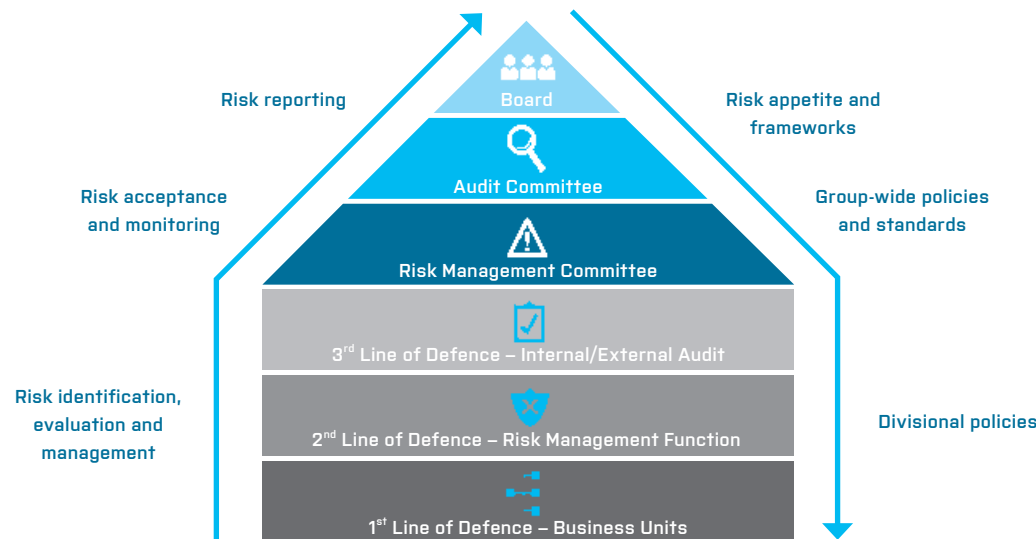 Board
Risk reporting
Risk appetite and
frameworks
Audit Committee
Risk acceptance
and monitoring
Group-wide policies
and standards
Risk Management Committee
3rd Line of Defence – Internal/External Audit
Risk identification,
evaluation and
management
2nd Line of Defence – Risk Management Function
Divisional policies
1st Line of Defence – Business Units